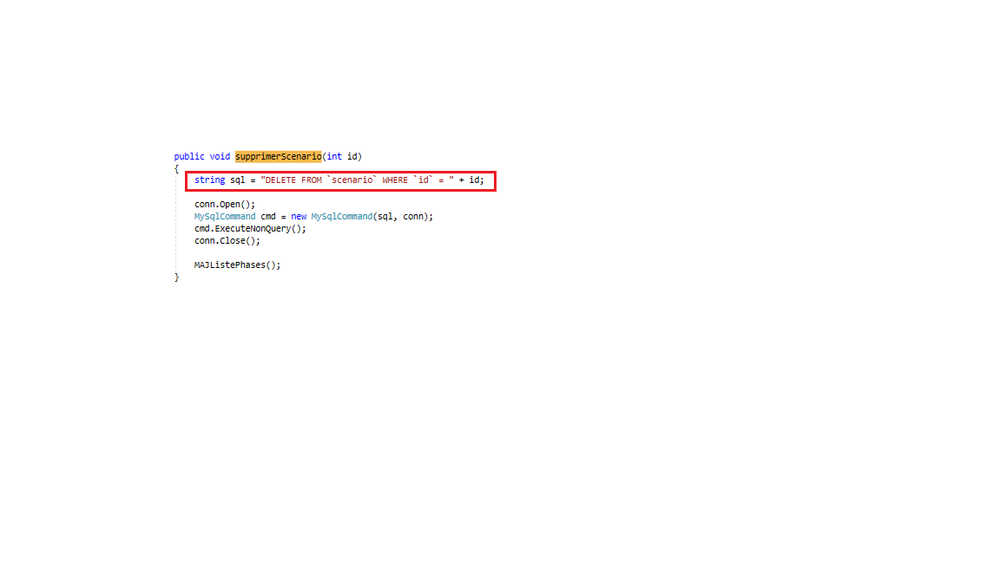 public void supprimerScenario(int id)
{
string sql = "DELETE FROM `scenario` WHERE `id` = " + id;
conn.Open();
MySqlCommand cmd = new MySqlCommand(sql, conn);
cmd.ExecuteNonQuery();
conn.Close();
MAJListePhases();
}